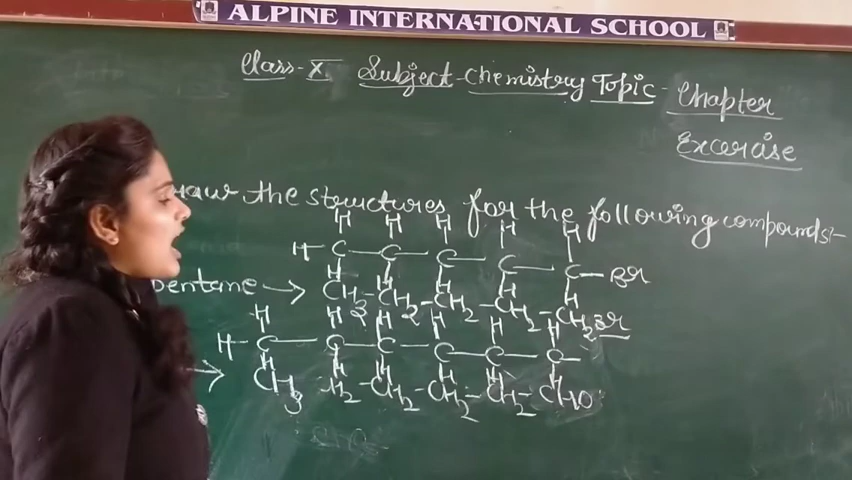 ALPINE INTERNATIONAL SCHOOL
Class-X Subject-Chemistry Topic-Chapter
Excercise
raw the structures for the following compounds:-
H H H H H
H-C-C-C-C-C-Br
H H H H H
pentane → CH3-CH2-CH2-CH2-CH2Br
H H H H H H
H-C-C-C-C-C-C-
H H H H H
→ CH3 H2-CH2-CH2-CH2-CHO